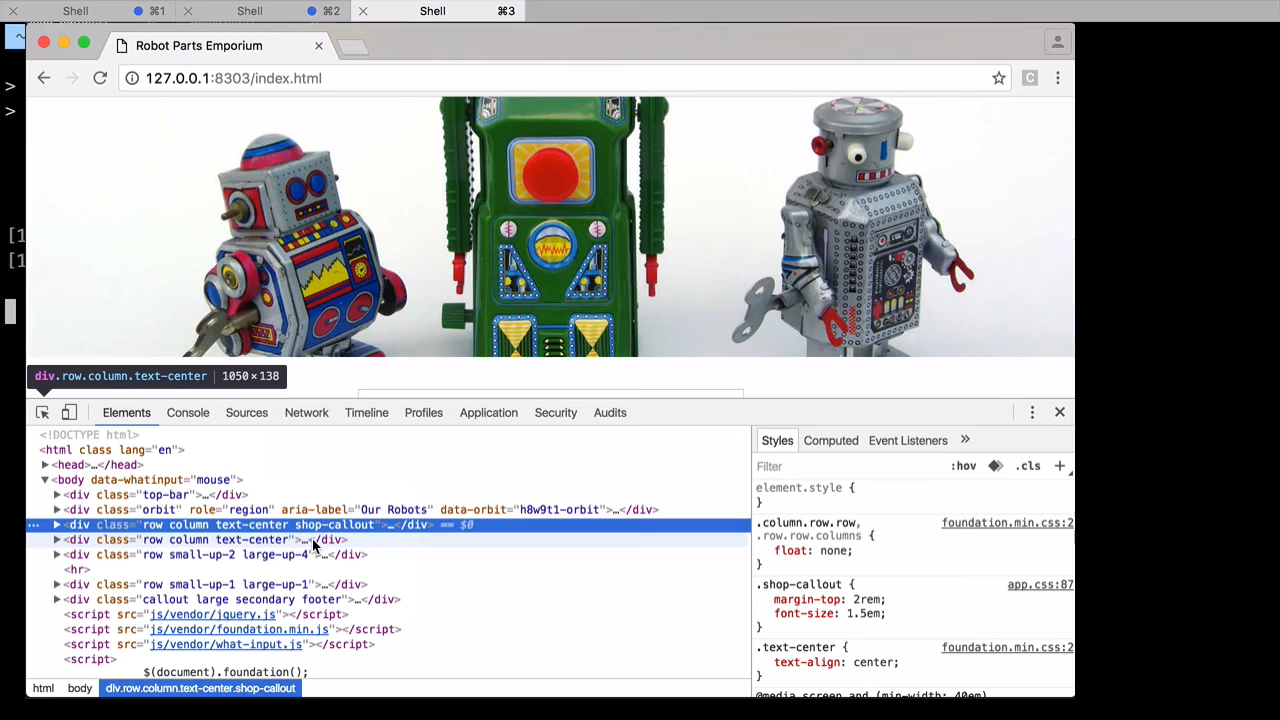 Shell ⌘1 Shell ⌘2 Shell ⌘3
Robot Parts Emporium
127.0.0.1:8303/index.html
>
>
[1
[1
div.row.column.text-center 1050 × 138
Elements Console Sources Network Timeline Profiles Application Security Audits
<!DOCTYPE html>
<html class lang="en">
<head>…</head>
<body data-whatinput="mouse">
<div class="top-bar">…</div>
<div class="orbit" role="region" aria-label="Our Robots" data-orbit="h8w9t1-orbit">…</div>
<div class="row column text-center shop-callout">…</div> == $0
<div class="row column text-center">…</div>
<div class="row small-up-2 large-up-4">…</div>
<hr>
<div class="row small-up-1 large-up-1">…</div>
<div class="callout large secondary footer">…</div>
<script src="js/vendor/jquery.js"></script>
<script src="js/vendor/foundation.min.js"></script>
<script src="js/vendor/what-input.js"></script>
<script>
$(document).foundation();
html body div.row.column.text-center.shop-callout
Styles Computed Event Listeners »
Filter :hov .cls +
element.style {
}
.column.row.row, foundation.min.css:2
.row.row.columns {
float: none;
}
.shop-callout { app.css:87
margin-top: 2rem;
font-size: 1.5em;
}
.text-center { foundation.min.css:2
text-align: center;
}
@media screen and (min-width: 40em)